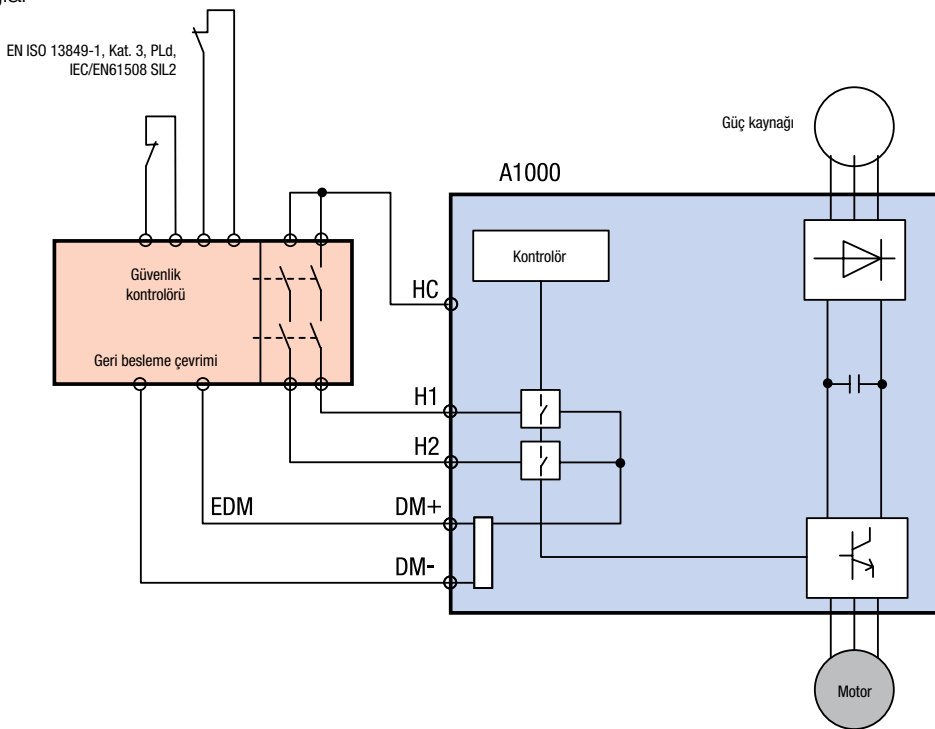 EN ISO 13849-1, Kat. 3, PLd,
IEC/EN61508 SIL2
Güç kaynağı
A1000
Kontrolör
Güvenlik
kontrolörü
HC
Geri besleme çevrimi
H1
H2
EDM
DM+
DM-
Motor